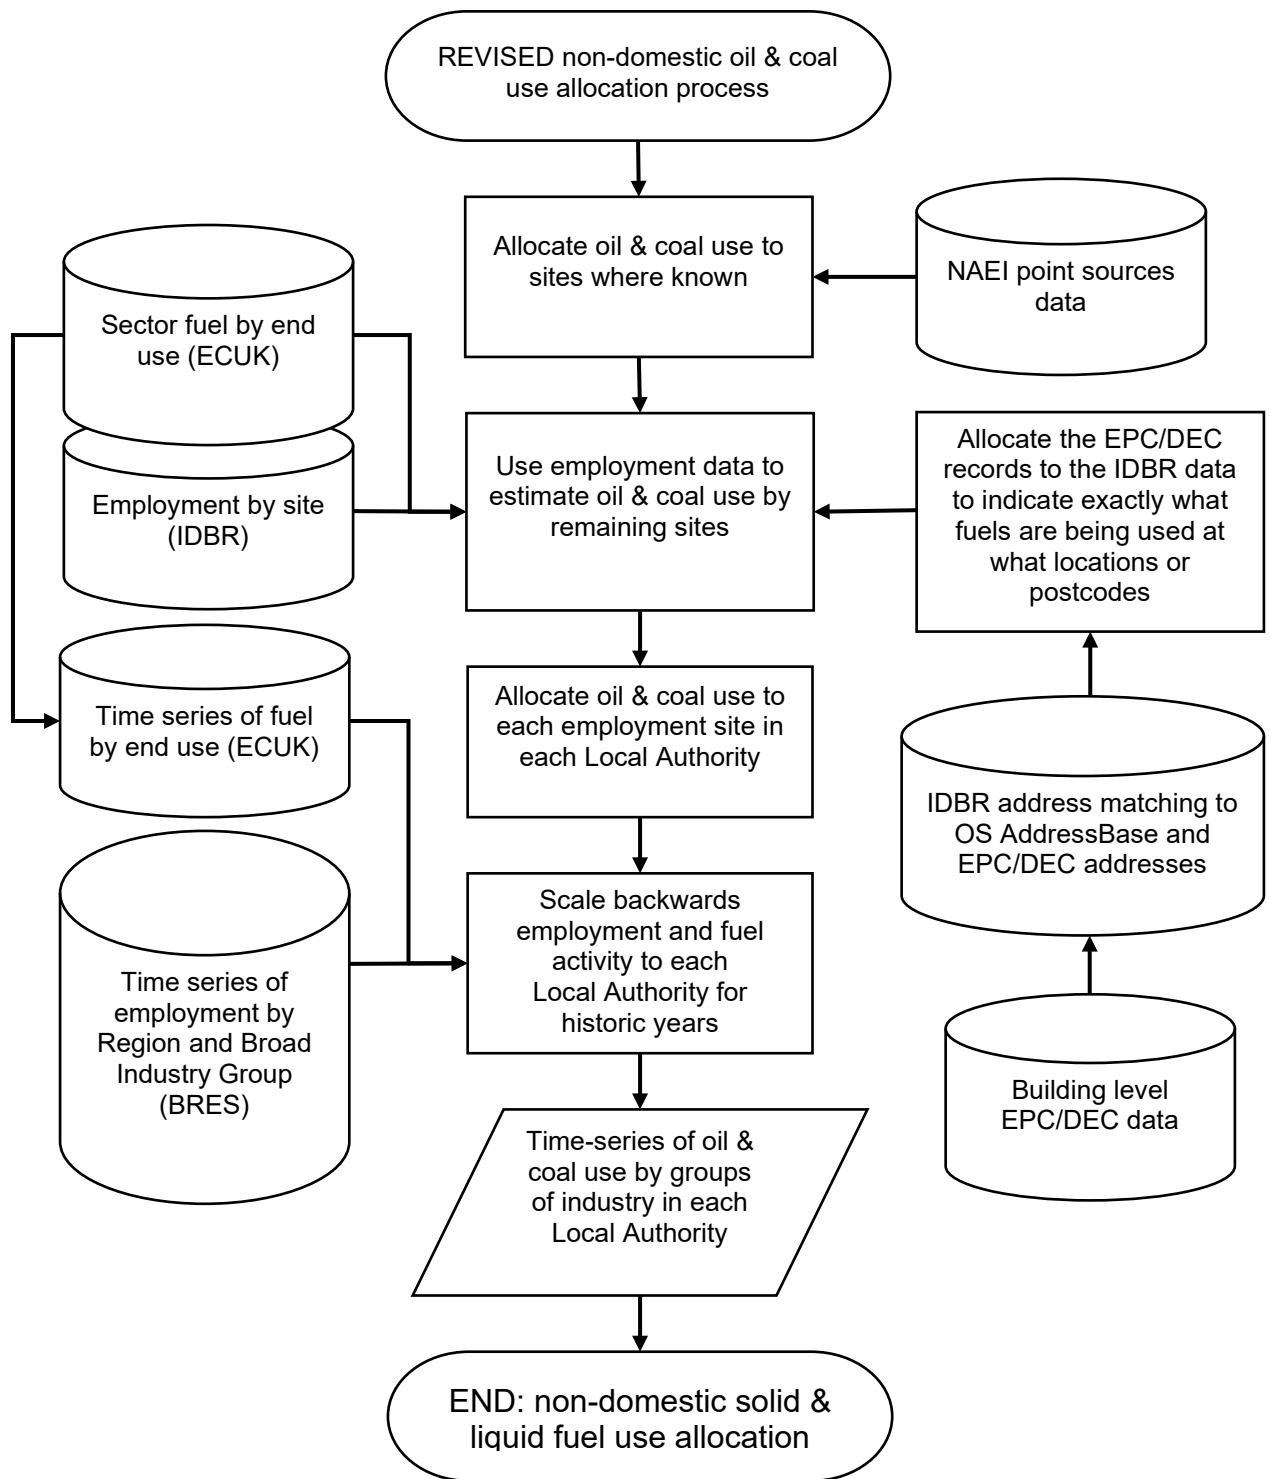 REVISED non-domestic oil & coal
use allocation process
Allocate oil & coal use to
sites where known
NAEI point sources
data
Sector fuel by end
use (ECUK)
Employment by site
(IDBR)
Use employment data to
estimate oil & coal use by
remaining sites
Allocate the EPC/DEC
records to the IDBR data
to indicate exactly what
fuels are being used at
what locations or
postcodes
Time series of fuel
by end use (ECUK)
Allocate oil & coal use to
each employment site in
each Local Authority
IDBR address matching to
OS AddressBase and
EPC/DEC addresses
Time series of
employment by
Region and Broad
Industry Group
(BRES)
Scale backwards
employment and fuel
activity to each
Local Authority for
historic years
Building level
EPC/DEC data
Time-series of oil &
coal use by groups
of industry in each
Local Authority
END: non-domestic solid &
liquid fuel use allocation